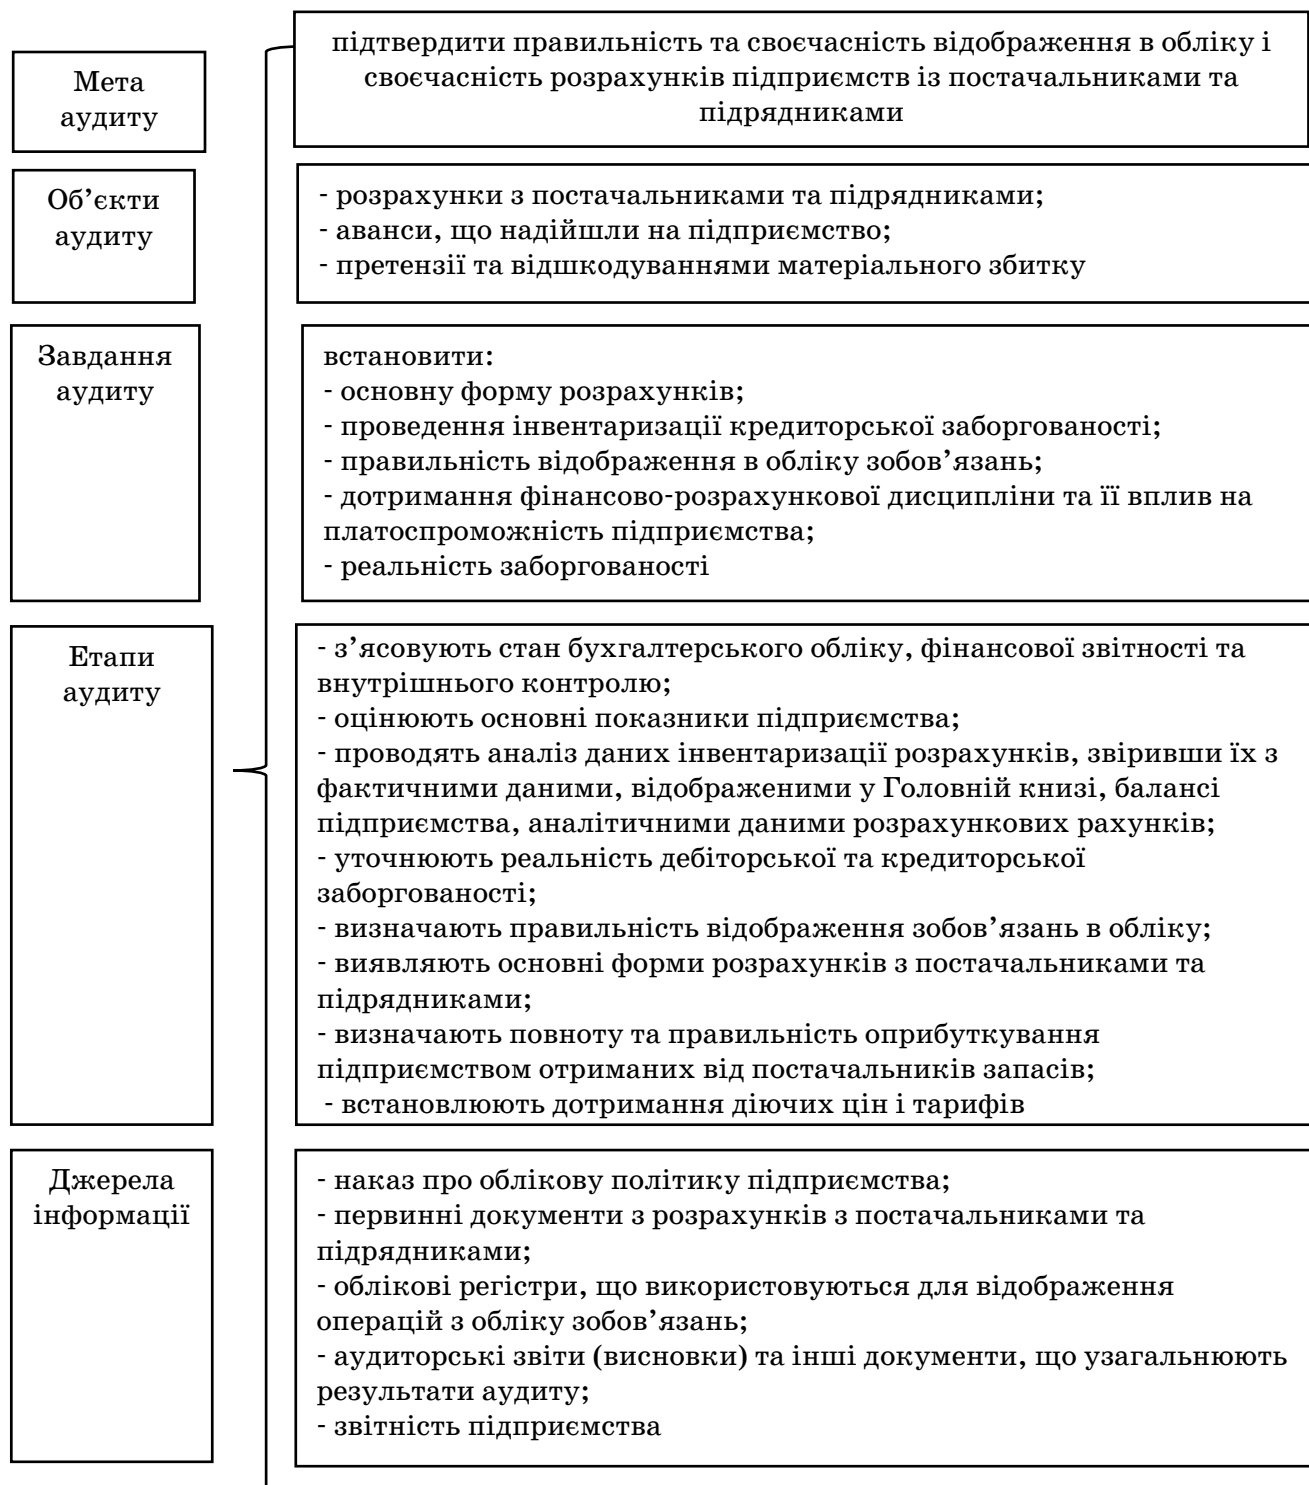 Мета
аудиту
підтвердити правильність та своєчасність відображення в обліку і
своєчасність розрахунків підприємств із постачальниками та
підрядниками
Об’єкти
аудиту
- розрахунки з постачальниками та підрядниками;
- аванси, що надійшли на підприємство;
- претензії та відшкодуваннями матеріального збитку
Завдання
аудиту
встановити:
- основну форму розрахунків;
- проведення інвентаризації кредиторської заборгованості;
- правильність відображення в обліку зобов’язань;
- дотримання фінансово-розрахункової дисципліни та її вплив на
платоспроможність підприємства;
- реальність заборгованості
Етапи
аудиту
- з’ясовують стан бухгалтерського обліку, фінансової звітності та
внутрішнього контролю;
- оцінюють основні показники підприємства;
- проводять аналіз даних інвентаризації розрахунків, звіривши їх з
фактичними даними, відображеними у Головній книзі, балансі
підприємства, аналітичними даними розрахункових рахунків;
- уточнюють реальність дебіторської та кредиторської
заборгованості;
- визначають правильність відображення зобов’язань в обліку;
- виявляють основні форми розрахунків з постачальниками та
підрядниками;
- визначають повноту та правильність оприбуткування
підприємством отриманих від постачальників запасів;
- встановлюють дотримання діючих цін і тарифів
Джерела
інформації
- наказ про облікову політику підприємства;
- первинні документи з розрахунків з постачальниками та
підрядниками;
- облікові регістри, що використовуються для відображення
операцій з обліку зобов’язань;
- аудиторські звіти (висновки) та інші документи, що узагальнюють
результати аудиту;
- звітність підприємства